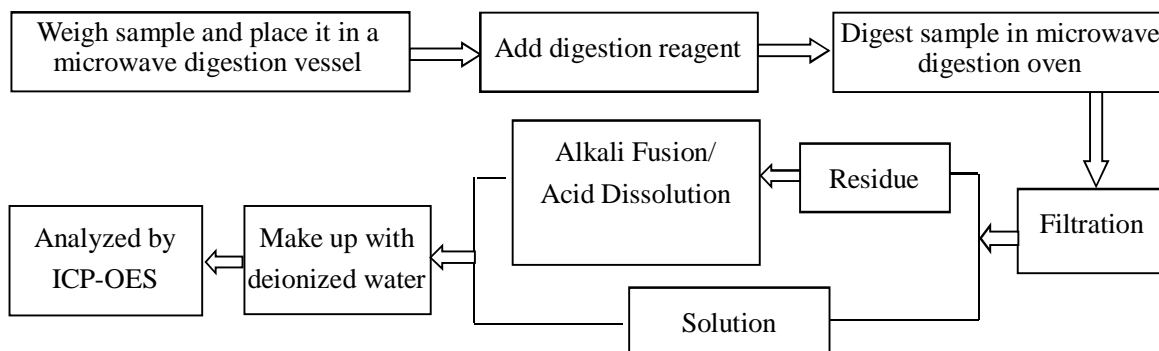 Weigh sample and place it in a
microwave digestion vessel
Add digestion reagent
Digest sample in microwave
digestion oven
Filtration
Residue
Alkali Fusion/
Acid Dissolution
Solution
Make up with
deionized water
Analyzed by
ICP-OES